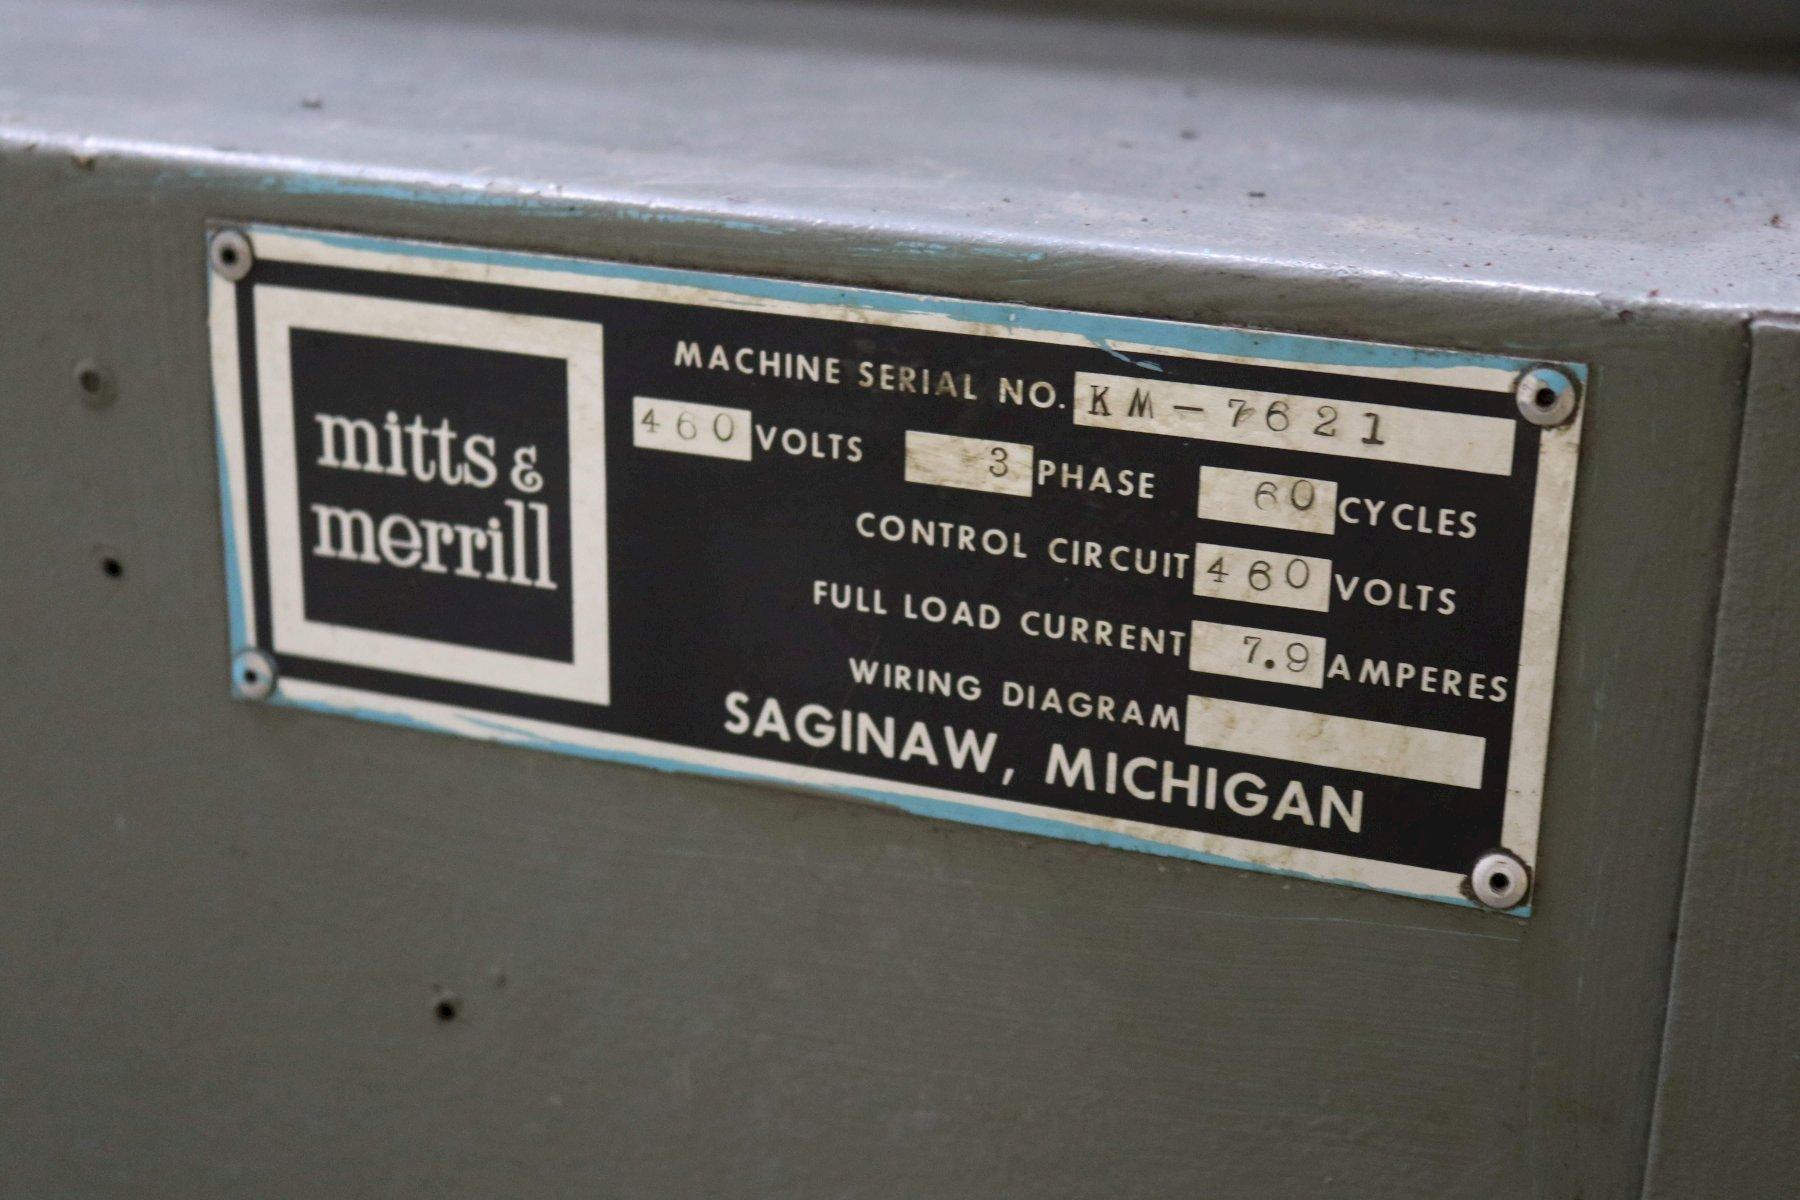 mitts &
merrill
MACHINE SERIAL NO. KM-7621
460 VOLTS 3 PHASE 60 CYCLES
CONTROL CIRCUIT 460 VOLTS
FULL LOAD CURRENT 7.9 AMPERES
WIRING DIAGRAM
SAGINAW, MICHIGAN